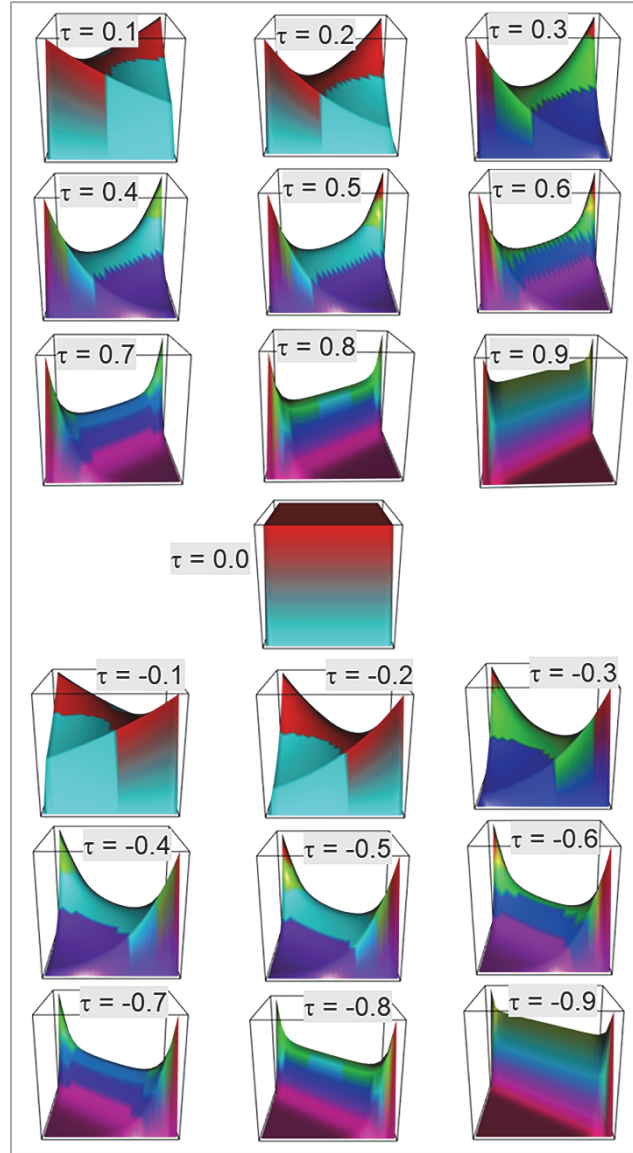 τ = 0.1
τ = 0.2
τ = 0.3
τ = 0.4
τ = 0.5
τ = 0.6
τ = 0.7
τ = 0.8
τ = 0.9
τ = 0.0
τ = -0.1
τ = -0.2
τ = -0.3
τ = -0.4
τ = -0.5
τ = -0.6
τ = -0.7
τ = -0.8
τ = -0.9